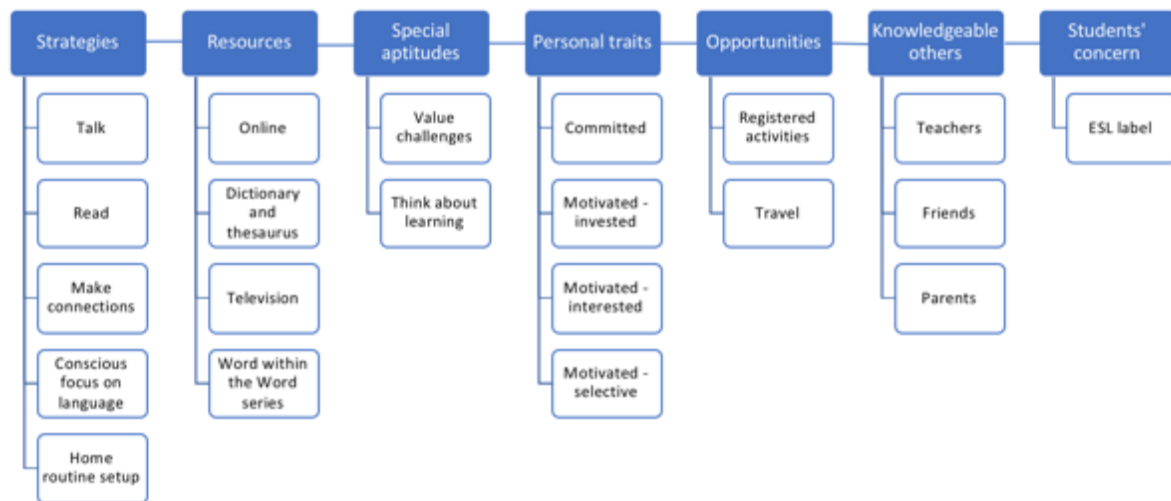 Strategies
Talk
Read
Make
connections
Conscious
focus on
language
Home
routine setup
Resources
Online
Dictionary
and
thesaurus
Television
Word within
the Word
series
Special
aptitudes
Value
challenges
Think about
learning
Personal traits
Committed
Motivated -
invested
Motivated -
interested
Motivated -
selective
Opportunities
Registered
activities
Travel
Knowledgeable
others
Teachers
Friends
Parents
Students'
concern
ESL label